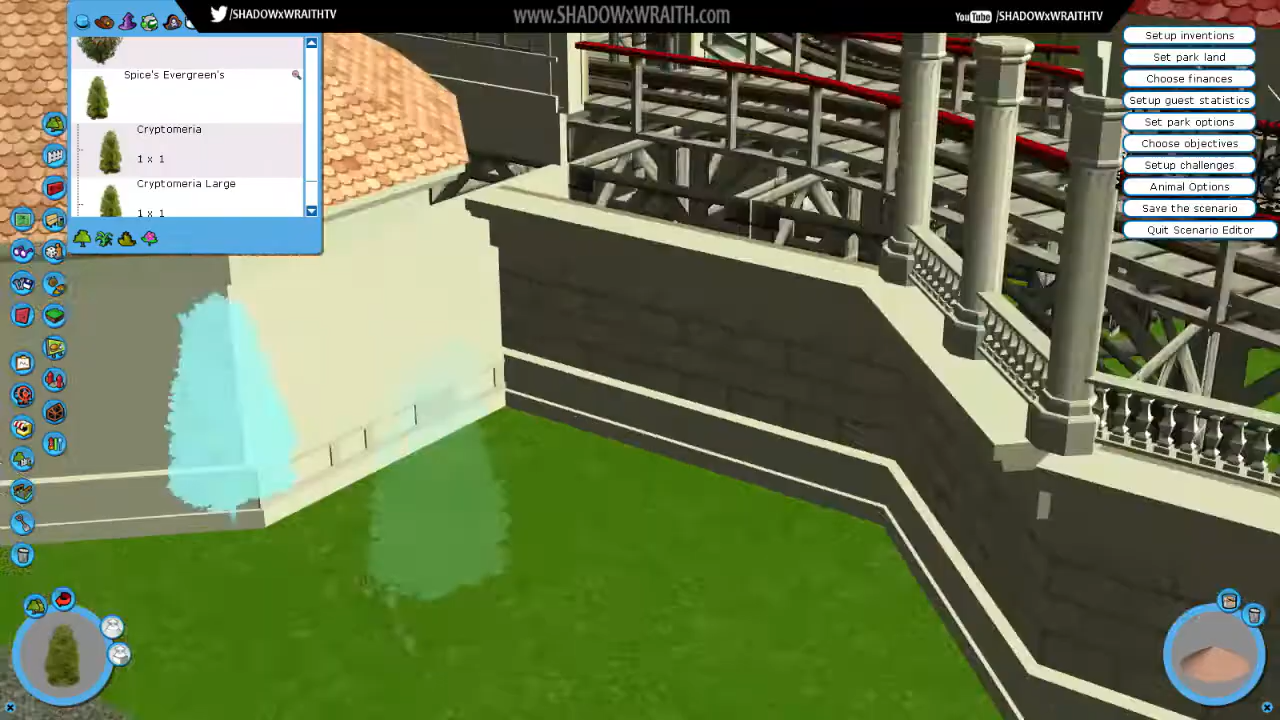 /SHADOWxWRAITHTV
www.SHADOWxWRAITH.com
You Tube /SHADOWxWRAITHTV
Spice's Evergreen's
Cryptomeria
1 x 1
Cryptomeria Large
1 x 1
Setup inventions
Set park land
Choose finances
Setup guest statistics
Set park options
Choose objectives
Setup challenges
Animal Options
Save the scenario
Quit Scenario Editor